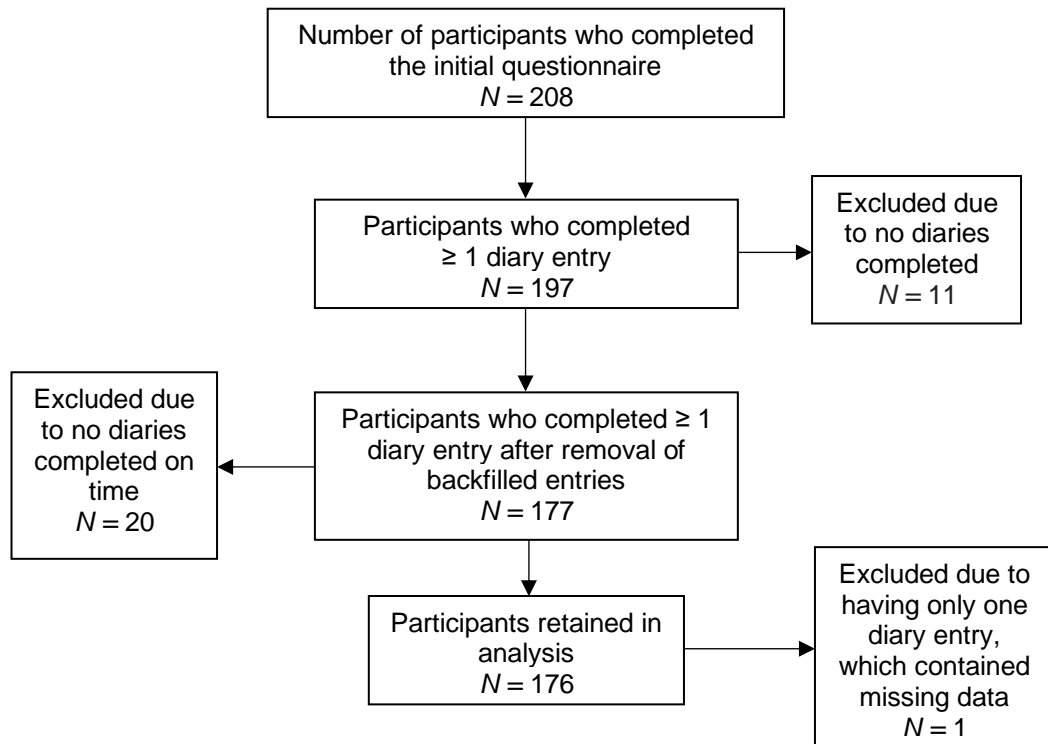 Number of participants who completed
the initial questionnaire
N = 208
Participants who completed
≥ 1 diary entry
N = 197
Excluded due
to no diaries
completed
N = 11
Excluded due
to no diaries
completed on
time
N = 20
Participants who completed ≥ 1
diary entry after removal of
backfilled entries
N = 177
Participants retained in
analysis
N = 176
Excluded due to
having only one
diary entry,
which contained
missing data
N = 1